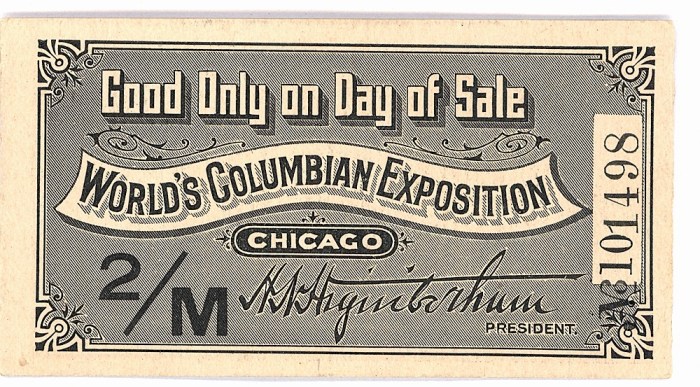 Good Only on Day of Sale
WORLD'S COLUMBIAN EXPOSITION
CHICAGO
2/M
H.N. Higinbotham
PRESIDENT.
No 101498